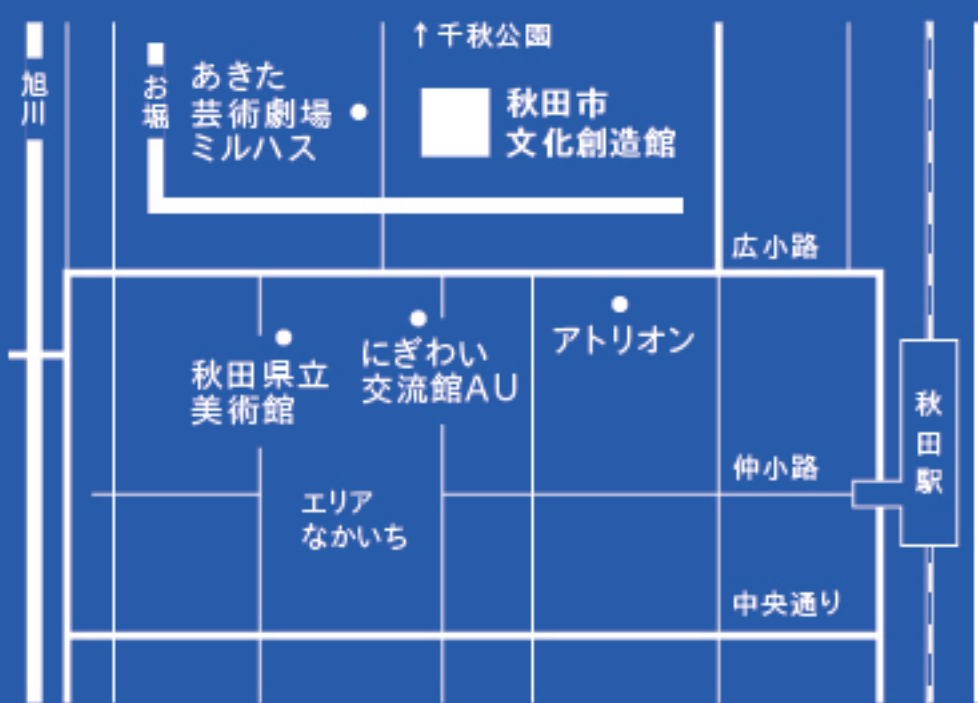 ↑千秋公園
旭川
お堀
あきた
芸術劇場
ミルハス
秋田市
文化創造館
広小路
秋田県立
美術館
にぎわい
交流館AU
アトリオン
秋田駅
仲小路
エリア
なかいち
中央通り